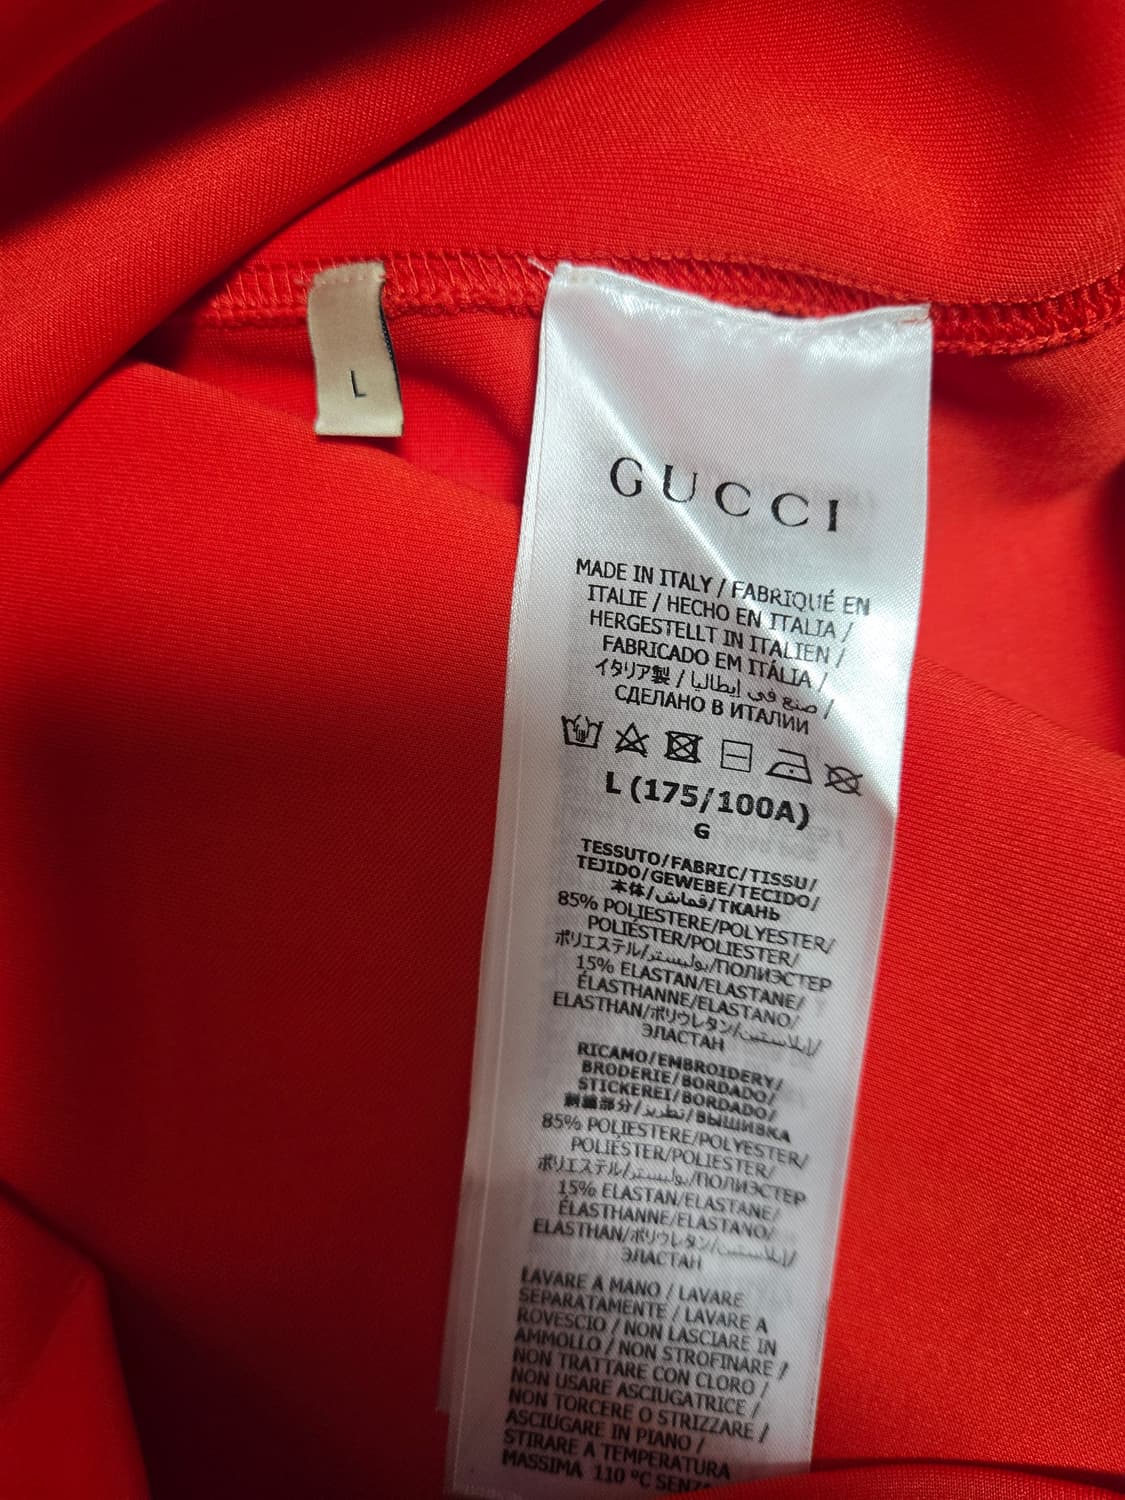 L
GUCCI
MADE IN ITALY / FABRIQUÉ EN
ITALIE / HECHO EN ITALIA /
HERGESTELLT IN ITALIEN /
FABRICADO EM ITÁLIA /
イタリア製 / صنع في إيطاليا /
СДЕЛАНО В ИТАЛИИ
L (175/100A)
G
TESSUTO/FABRIC/TISSU/
TEJIDO/GEWEBE/TECIDO/
本体/قماش/ТКАНЬ
85% POLIESTERE/POLYESTER/
POLIÉSTER/POLIESTER/
ポリエステル/بوليستر/ПОЛИЭСТЕР
15% ELASTAN/ELASTANE/
ÉLASTHANNE/ELASTANO/
ELASTHAN/ポリウレタン/إيلاستين/
ЭЛАСТАН
RICAMO/EMBROIDERY/
BRODERIE/BORDADO/
STICKEREI/BORDADO/
刺繍部分/تطريز/ВЫШИВКА
85% POLIESTERE/POLYESTER/
POLIÉSTER/POLIESTER/
ポリエステル/بوليستر/ПОЛИЭСТЕР
15% ELASTAN/ELASTANE/
ÉLASTHANNE/ELASTANO/
ELASTHAN/ポリウレタン/إيلاستين/
ЭЛАСТАН
LAVARE A MANO / LAVARE
SEPARATAMENTE / LAVARE A
ROVESCIO / NON LASCIARE IN
AMMOLLO / NON STROFINARE /
NON TRATTARE CON CLORO /
NON USARE ASCIUGATRICE /
NON TORCERE O STRIZZARE /
ASCIUGARE IN PIANO /
STIRARE A TEMPERATURA
MASSIMA 110 °C SENZA